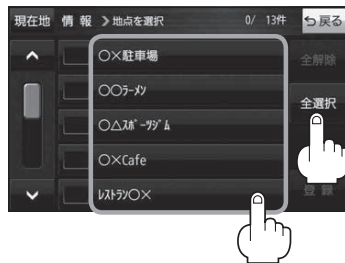 現在地 情 報 ＞地点を選択 0/ 13件 戻る
全解除
○×駐車場
○○ﾗｰﾒﾝ
全選択
○△ｽﾎﾟｰﾂｼﾞﾑ
○×Cafe
ﾚｽﾄﾗﾝ○×
登 録